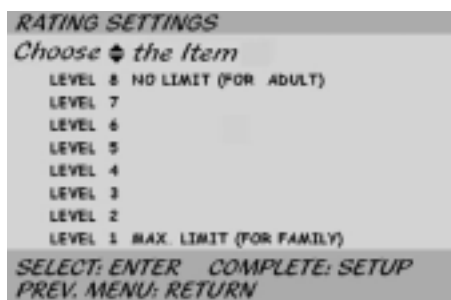 RATING SETTINGS
Choose ♦ the Item
LEVEL 8 NO LIMIT (FOR ADULT)
LEVEL 7
LEVEL 6
LEVEL 5
LEVEL 4
LEVEL 3
LEVEL 2
LEVEL 1 MAX. LIMIT (FOR FAMILY)
SELECT: ENTER COMPLETE: SETUP
PREV. MENU: RETURN